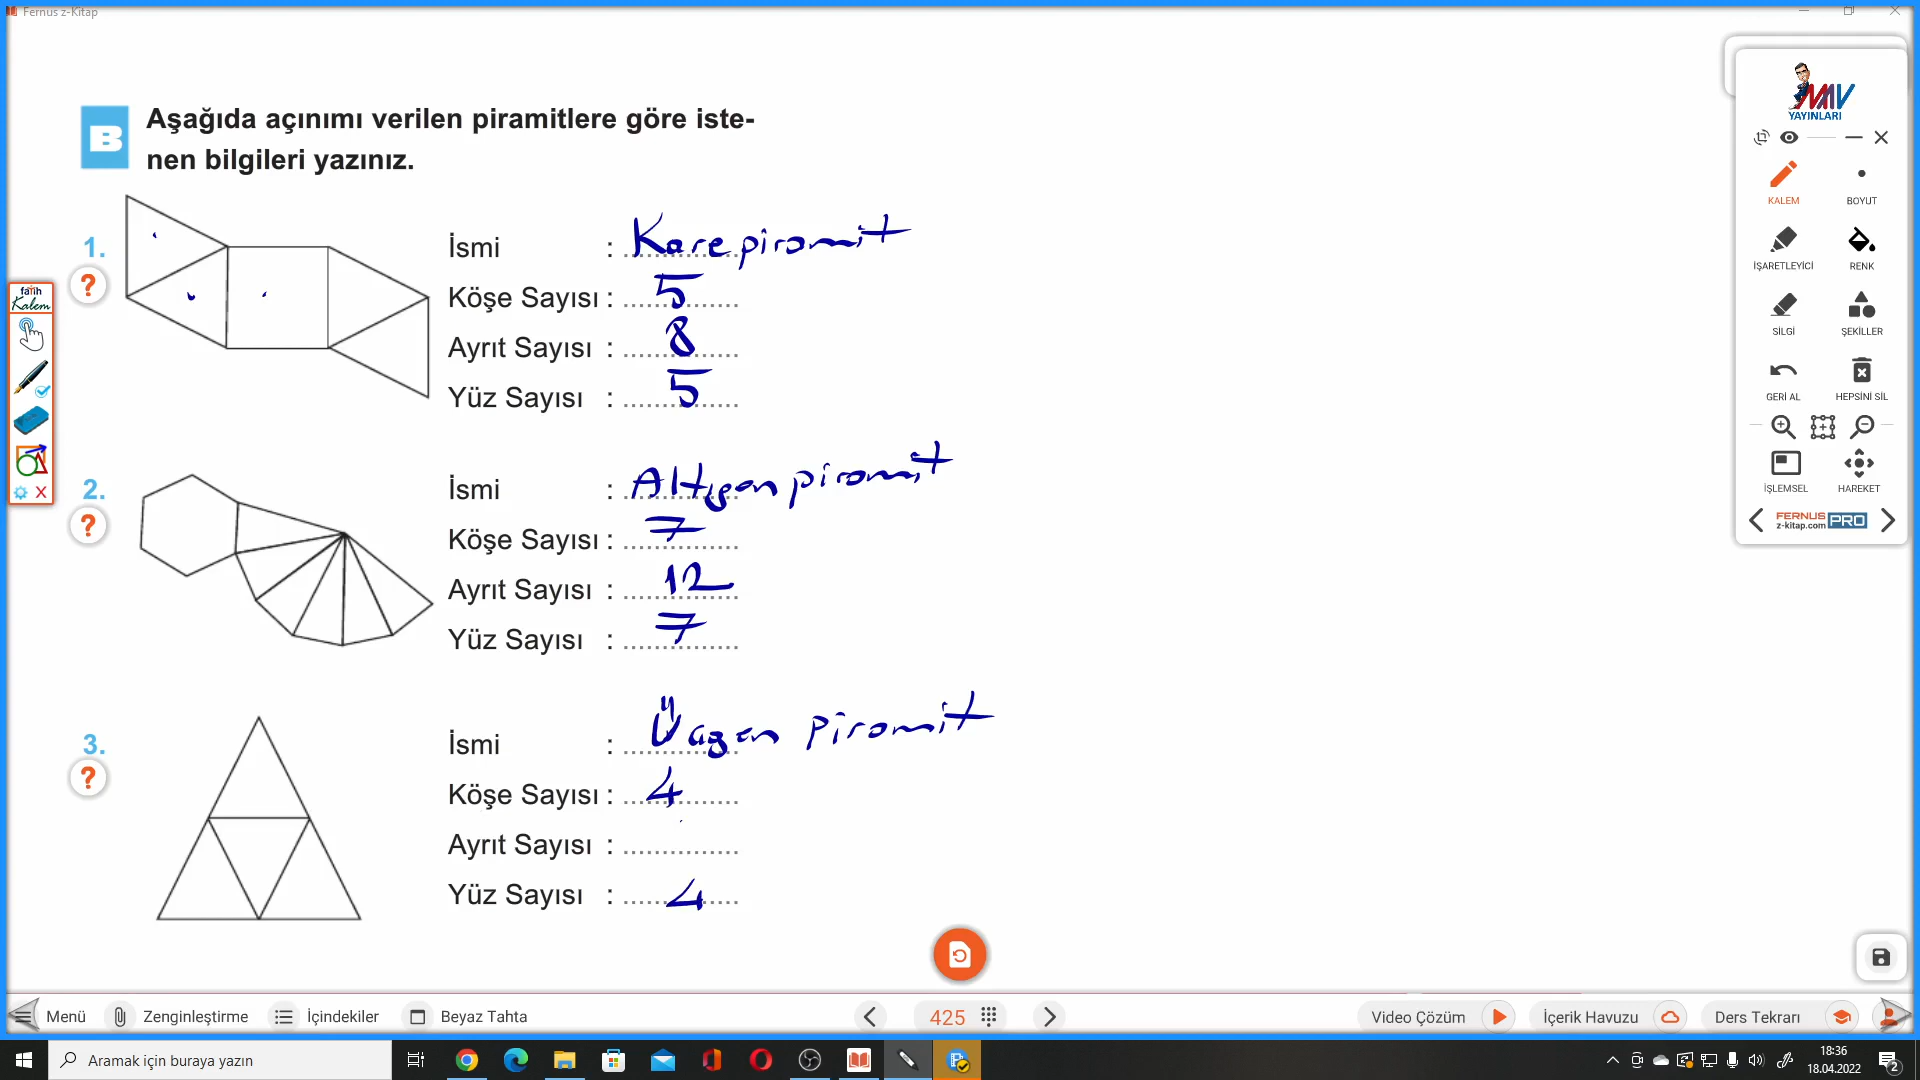 Fernus z-Kitap
B
Aşağıda açınımı verilen piramitlere göre iste-
nen bilgileri yazınız.
1.
?
İsmi : Kare piramit
Köşe Sayısı : 5
Ayrıt Sayısı : 8
Yüz Sayısı : 5
2.
?
İsmi : Altıgen piramit
Köşe Sayısı : 7
Ayrıt Sayısı : 12
Yüz Sayısı : 7
3.
?
İsmi : Üçgen piramit
Köşe Sayısı : 4
Ayrıt Sayısı : ...............
Yüz Sayısı : 4
fatih
Kalem
X
MAV
YAYINLARI
KALEM
BOYUT
İŞARETLEYİCİ
RENK
SİLGİ
ŞEKİLLER
GERİ AL
HEPSİNİ SİL
İŞLEMSEL
HAREKET
FERNUS
z-kitap.com
PRO
Menü
Zenginleştirme
İçindekiler
Beyaz Tahta
425
Video Çözüm
İçerik Havuzu
Ders Tekrarı
Aramak için buraya yazın
18:36
18.04.2022
2